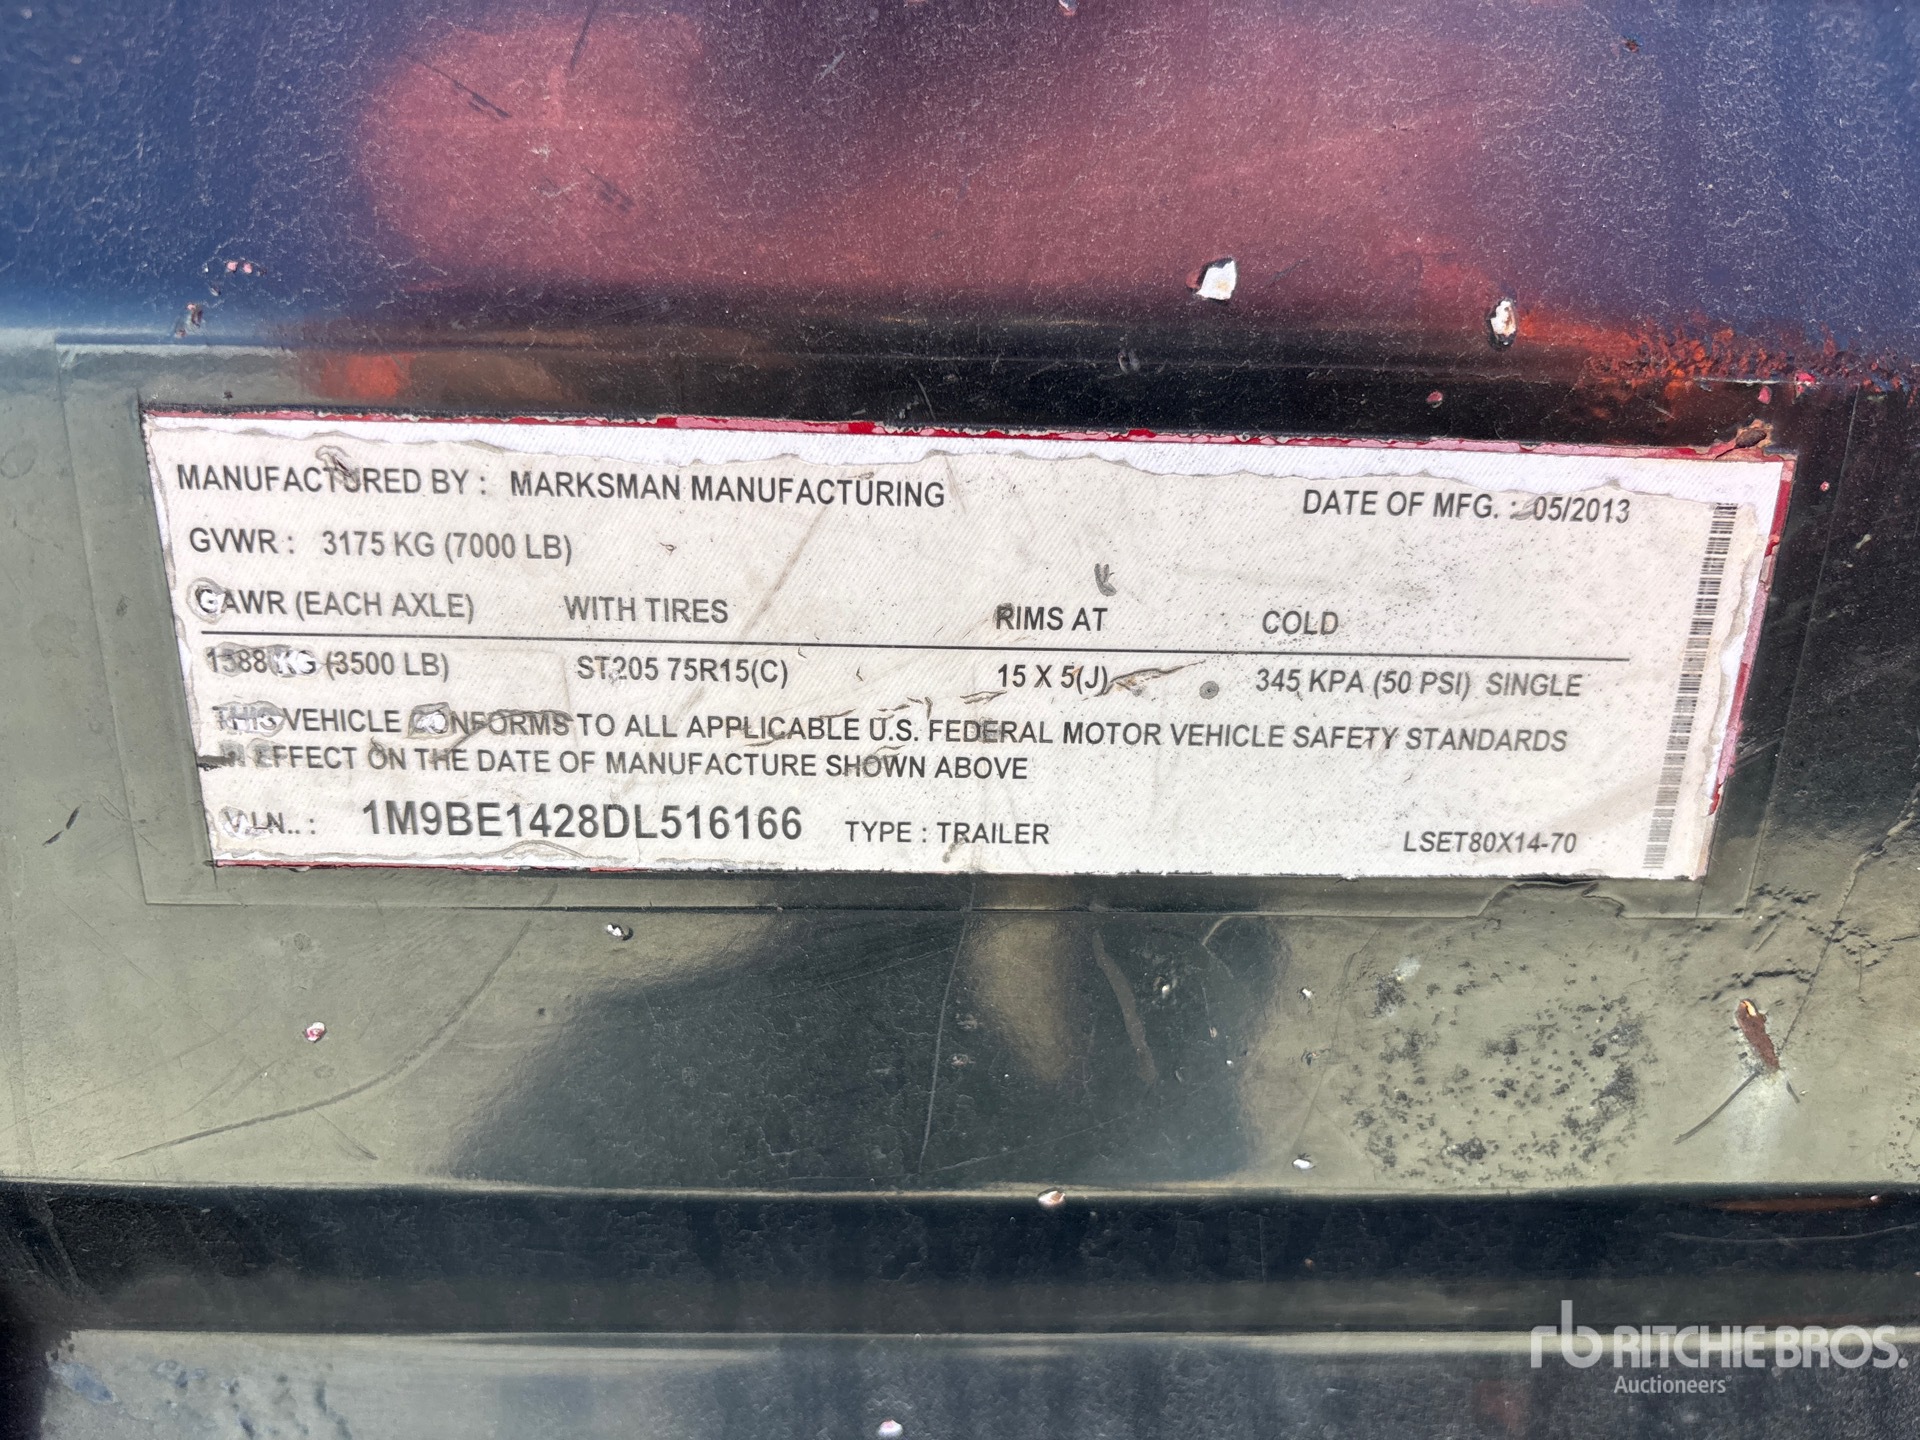 MANUFACTURED BY : MARKSMAN MANUFACTURING DATE OF MFG. : 05/2013
GVWR : 3175 KG (7000 LB)
GAWR (EACH AXLE) WITH TIRES RIMS AT COLD
1588 KG (3500 LB) ST205 75R15(C) 15 X 5(J) 345 KPA (50 PSI) SINGLE
THIS VEHICLE CONFORMS TO ALL APPLICABLE U.S. FEDERAL MOTOR VEHICLE SAFETY STANDARDS
IN EFFECT ON THE DATE OF MANUFACTURE SHOWN ABOVE
V.I.N.. : 1M9BE1428DL516166 TYPE : TRAILER LSET80X14-70
rb RITCHIE BROS.
Auctioneers